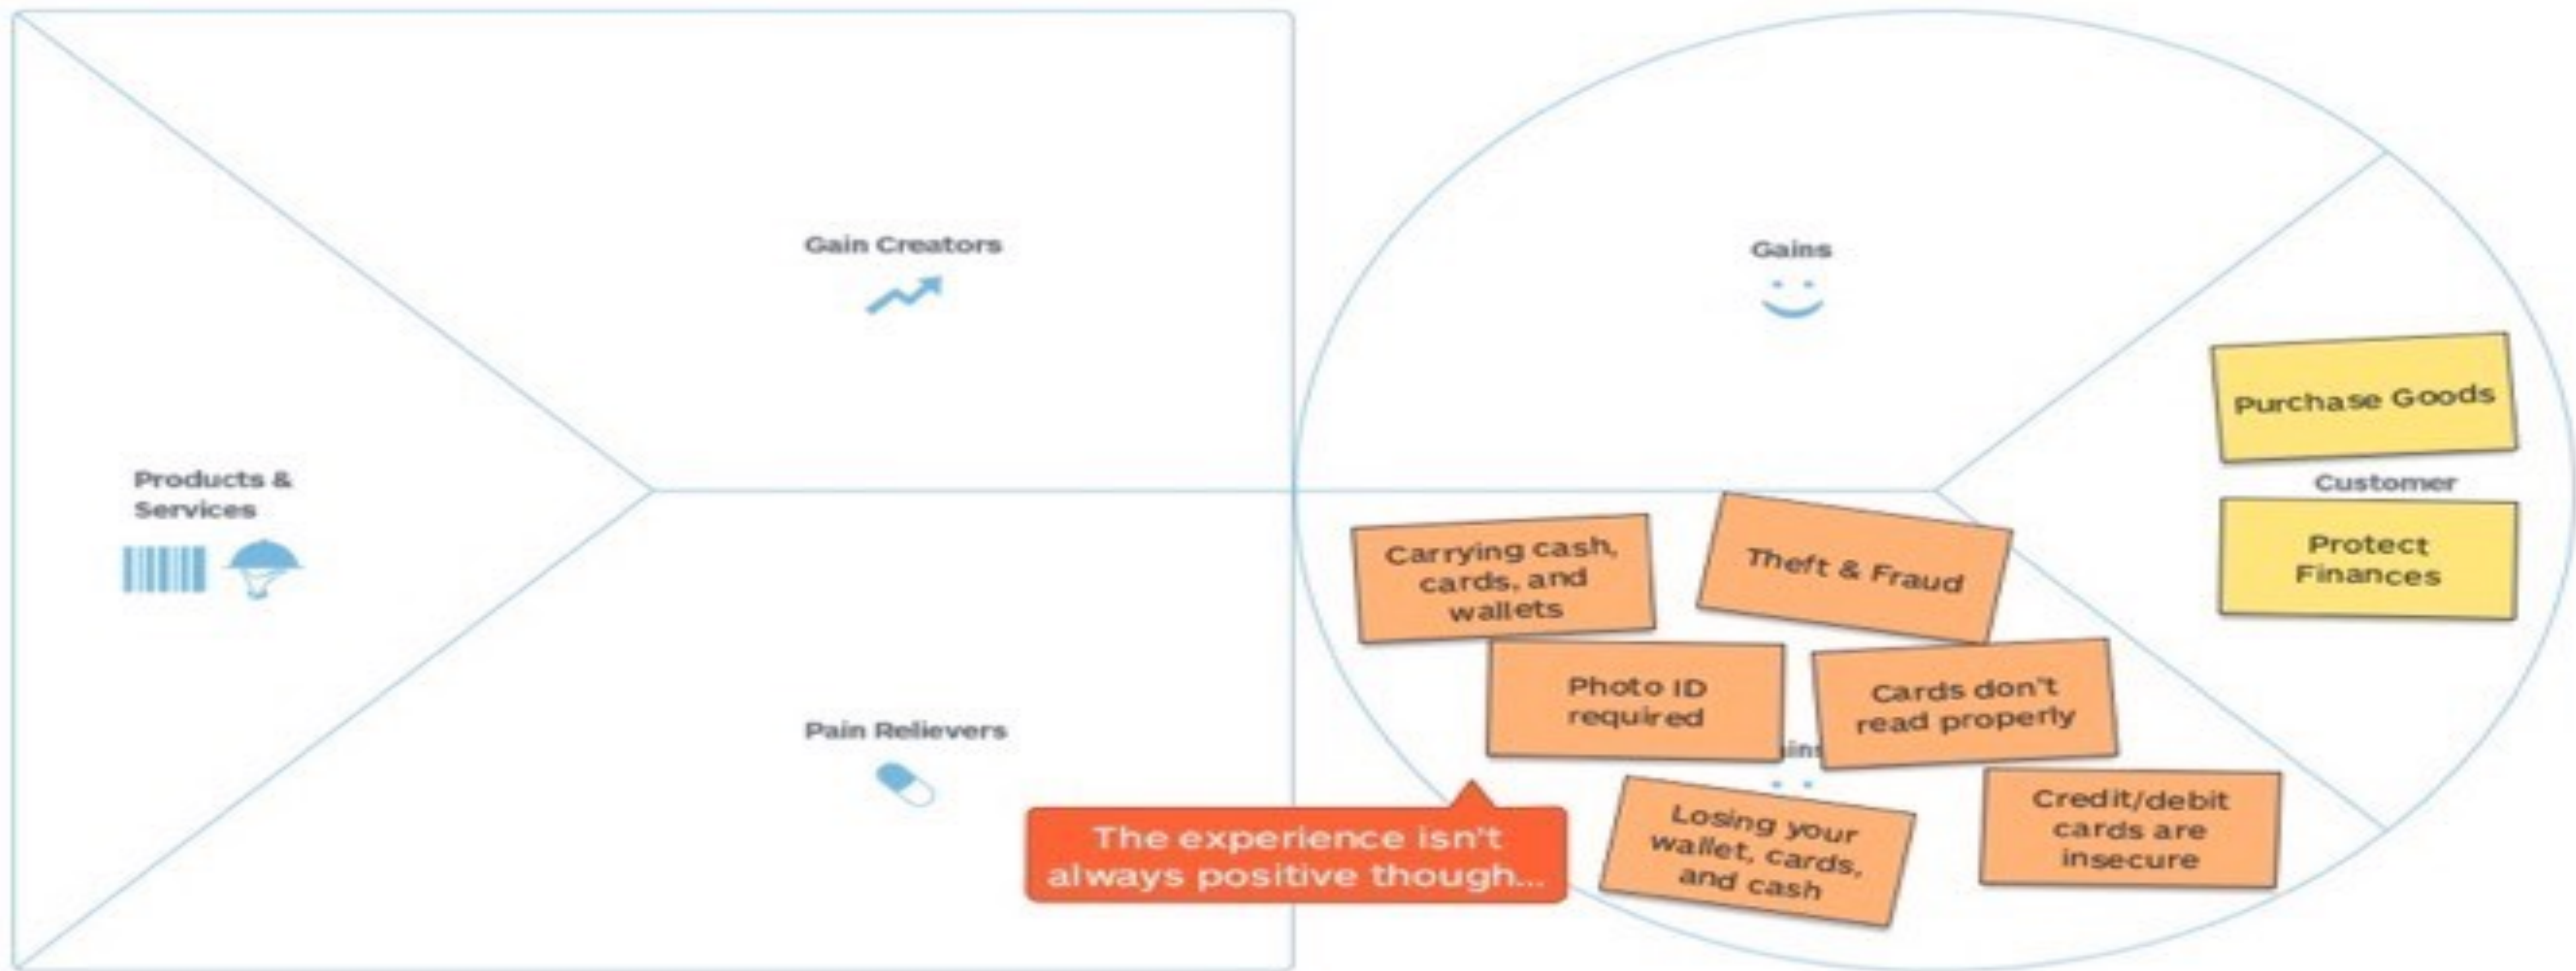 Gain Creators
Gains
Purchase Goods
Customer
Products &
Services
Protect
Finances
Carrying cash,
cards, and
wallets
Theft & Fraud
Photo ID
required
Cards don't
read properly
Pain Relievers
The experience isn't
always positive though...
Losing your
wallet, cards,
and cash
Credit/debit
cards are
insecure